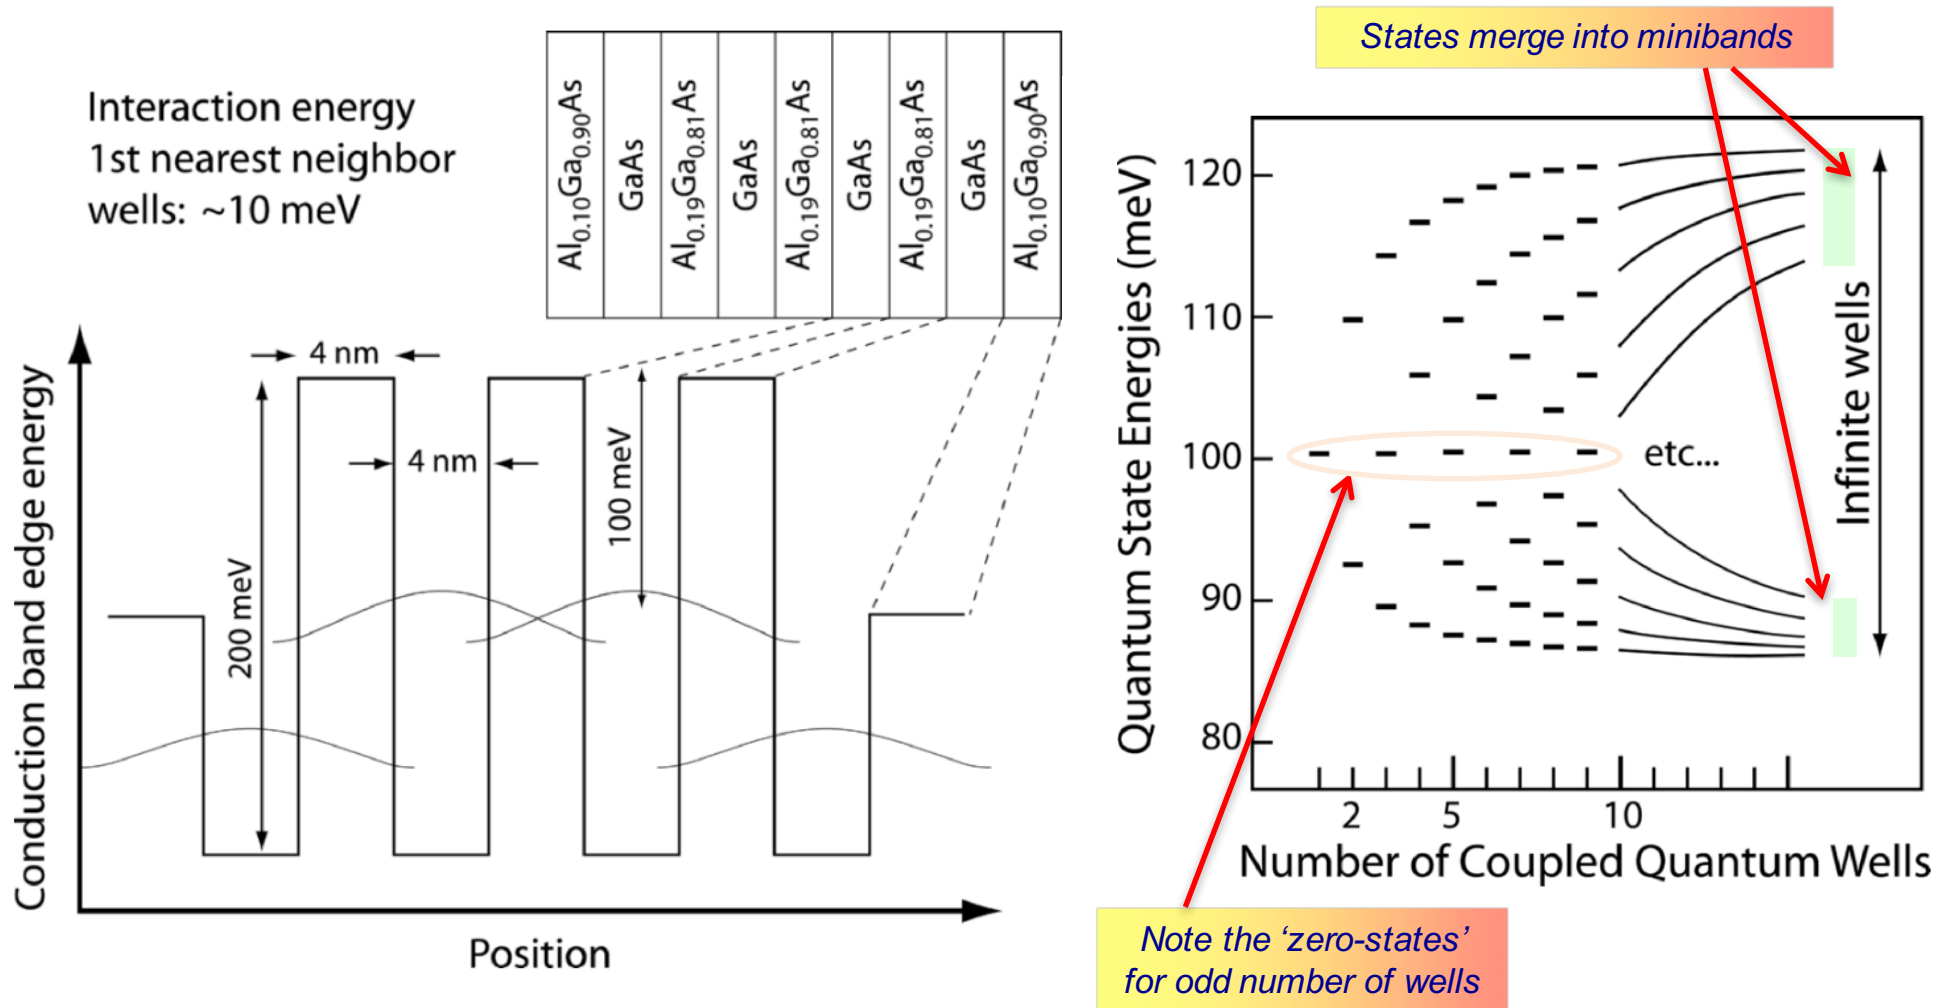 Interaction energy
1st nearest neighbor
wells: ~10 meV
Al0.10Ga0.90As
GaAs
Al0.19Ga0.81As
GaAs
Al0.19Ga0.81As
GaAs
Al0.19Ga0.81As
GaAs
Al0.10Ga0.90As
Conduction band edge energy
4 nm
4 nm
200 meV
100 meV
Position
States merge into minibands
Quantum State Energies (meV)
120
110
100
90
80
etc...
Infinite wells
2
5
10
Number of Coupled Quantum Wells
Note the ‘zero-states’
for odd number of wells